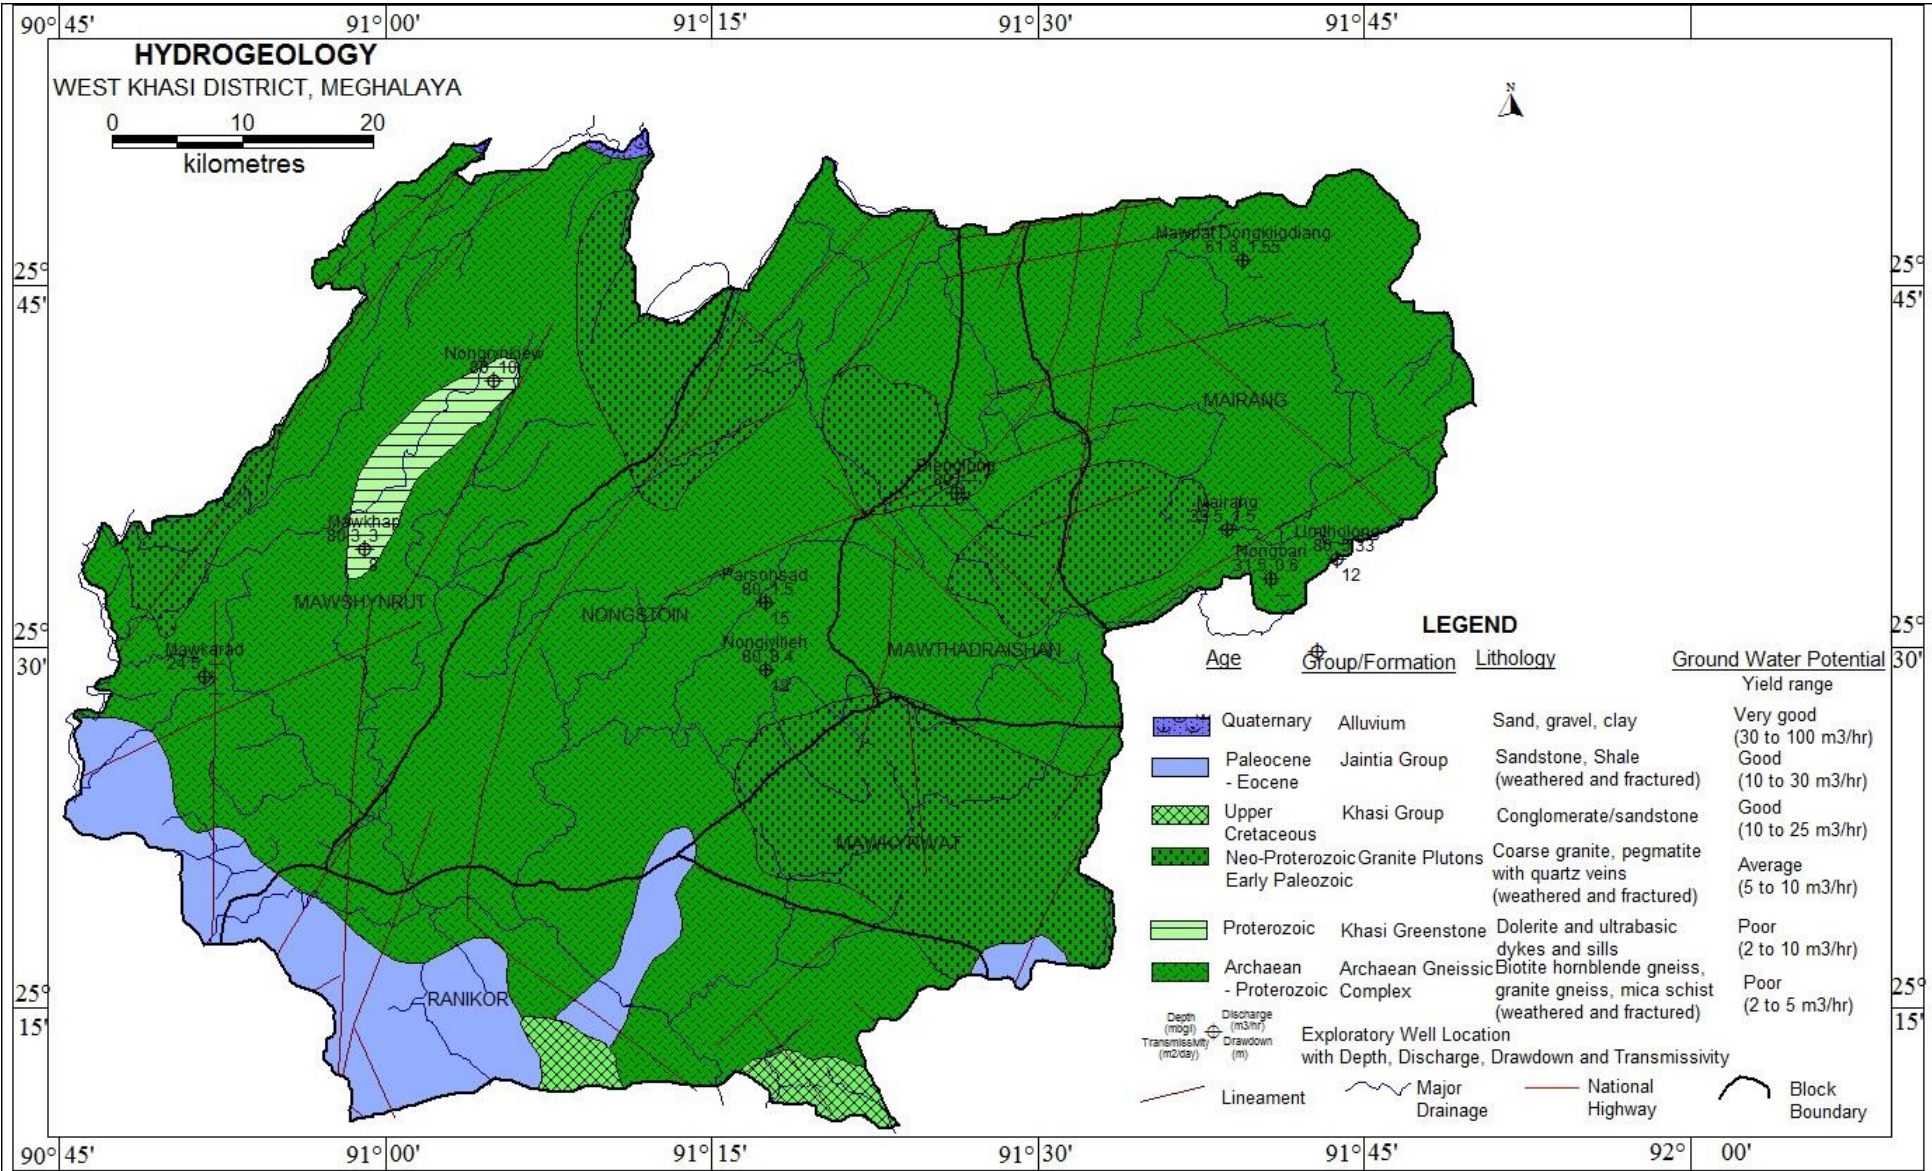 90° 45' 91° 00' 91° 15' 91° 30' 91° 45'
HYDROGEOLOGY
WEST KHASI DISTRICT, MEGHALAYA
0 10 20
kilometres
N
25° 45'
25° 45'
Mawpat Dongkiigdiang
61.8 1.55
Nongrynkiew
80 10
MAIRANG
Mawkhap
80.3 3
8
Mairang
Umtholong
33
12
Nongbari
31.5 0.6
Parsohsad
80 1.5
15
MAWSHYNRUT
NONGSTOIN
Nongjyllieh
80 8.4
12
MAWTHADRAISHAN
Mawkarad
24.5
25° 30'
25° 30'
MAWKYRWAT
RANIKOR
25° 15'
25° 15'
LEGEND
Age Group/Formation Lithology Ground Water Potential
Yield range
Quaternary Alluvium Sand, gravel, clay Very good
(30 to 100 m3/hr)
Paleocene Jaintia Group Sandstone, Shale Good
- Eocene (weathered and fractured) (10 to 30 m3/hr)
Upper Khasi Group Conglomerate/sandstone Good
Cretaceous (10 to 25 m3/hr)
Neo-Proterozoic Granite Plutons Coarse granite, pegmatite Average
Early Paleozoic with quartz veins (5 to 10 m3/hr)
(weathered and fractured)
Proterozoic Khasi Greenstone Dolerite and ultrabasic Poor
dykes and sills (2 to 10 m3/hr)
Archaean Archaean Gneissic Biotite hornblende gneiss, Poor
- Proterozoic Complex granite gneiss, mica schist (2 to 5 m3/hr)
(weathered and fractured)
Depth Discharge
(mbgl) (m3/hr)
Transmissivity Drawdown
(m2/day) (m)
Exploratory Well Location
with Depth, Discharge, Drawdown and Transmissivity
Lineament
Major
Drainage
National
Highway
Block
Boundary
90° 45' 91° 00' 91° 15' 91° 30' 91° 45' 92° 00'